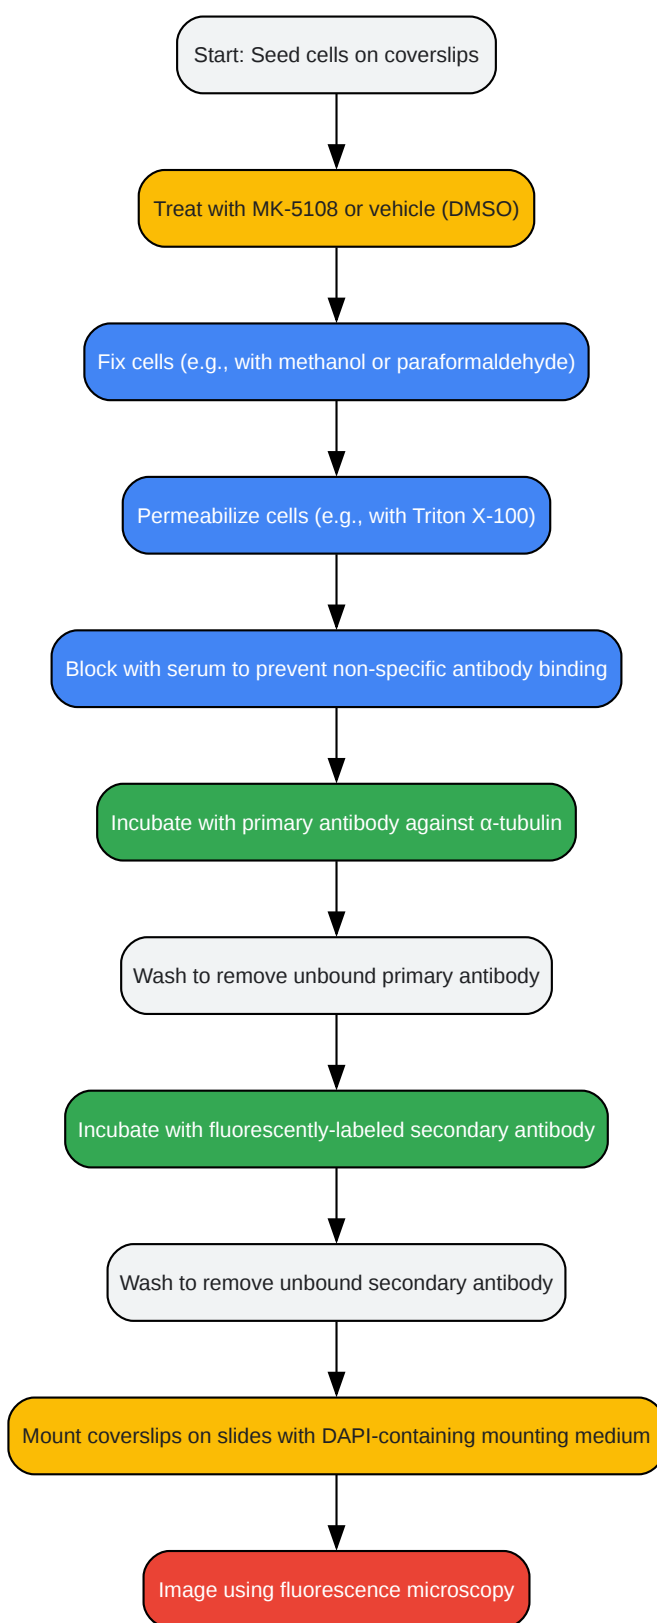 Start: Seed cells on coverslips
Treat with MK-5108 or vehicle (DMSO)
Fix cells (e.g., with methanol or paraformaldehyde)
Permeabilize cells (e.g., with Triton X-100)
Block with serum to prevent non-specific antibody binding
Incubate with primary antibody against α-tubulin
Wash to remove unbound primary antibody
Incubate with fluorescently-labeled secondary antibody
Wash to remove unbound secondary antibody
Mount coverslips on slides with DAPI-containing mounting medium
Image using fluorescence microscopy